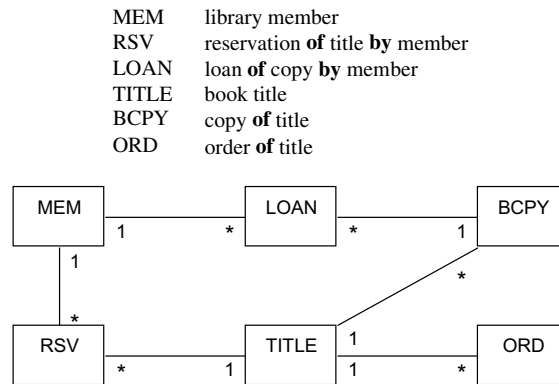 MEM library member
RSV reservation of title by member
LOAN loan of copy by member
TITLE book title
BCPY copy of title
ORD order of title
MEM LOAN BCPY
1 * * 1
1 *
* 1
RSV TITLE ORD
* 1 1 *